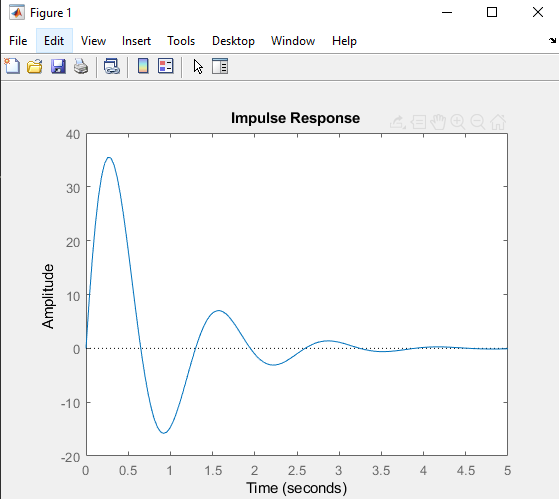 Figure 1
File Edit View Insert Tools Desktop Window Help
Impulse Response
40
30
20
10
0
-10
-20
Amplitude
0 0.5 1 1.5 2 2.5 3 3.5 4 4.5 5
Time (seconds)